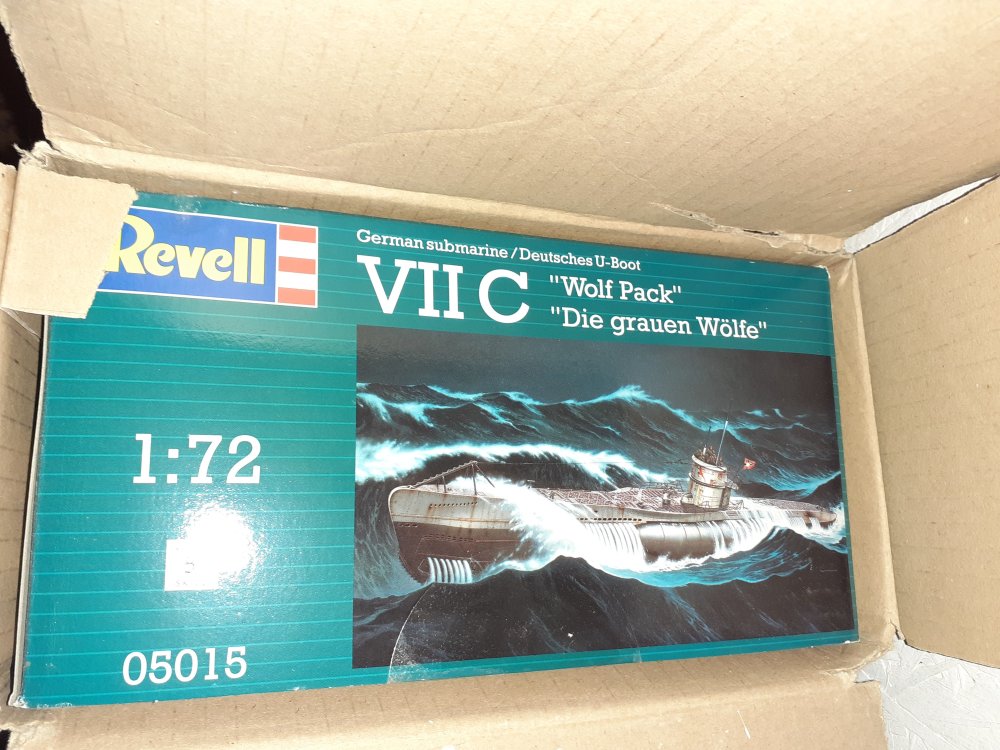 Revell
German submarine / Deutsches U-Boot
VII C
"Wolf Pack"
"Die grauen Wölfe"
1:72
05015